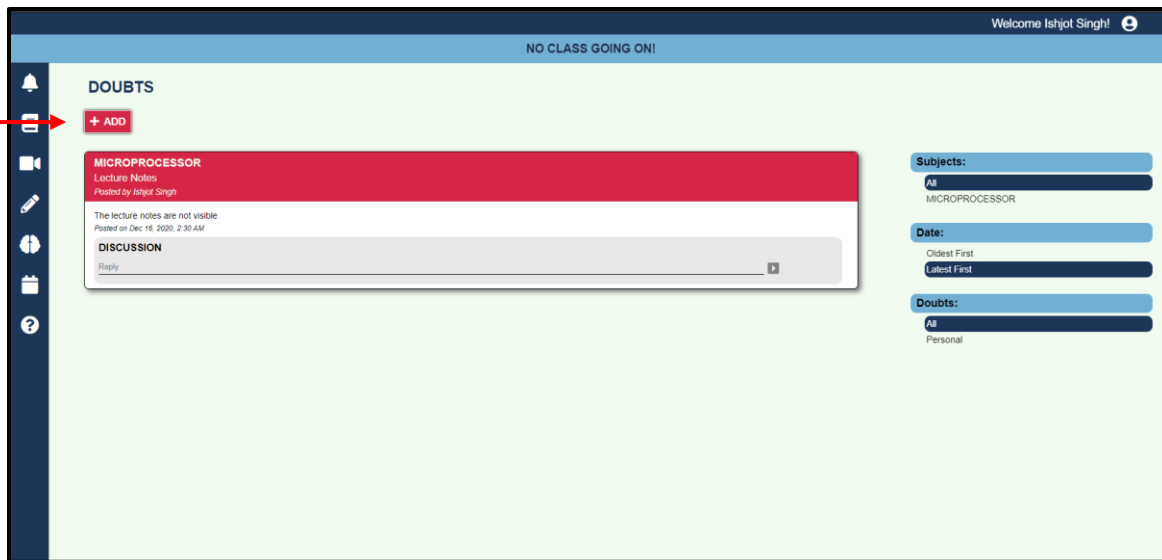 Welcome Ishjot Singh!
NO CLASS GOING ON!
DOUBTS
+ ADD
MICROPROCESSOR
Lecture Notes
Posted by Ishjot Singh
The lecture notes are not visible
Posted on Dec 16, 2020, 2:30 AM
DISCUSSION
Reply
Subjects:
All
MICROPROCESSOR
Date:
Oldest First
Latest First
Doubts:
All
Personal